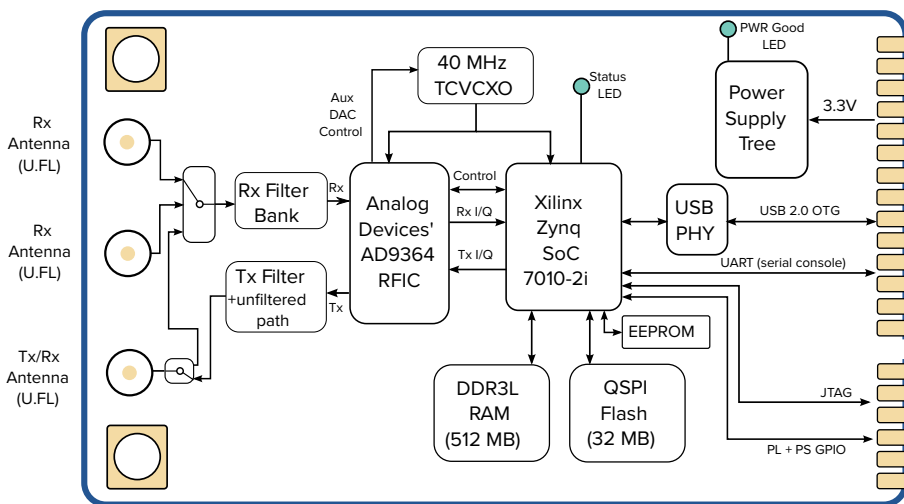 PWR Good
LED
40 MHz
TCVCXO
Status
LED
Aux
DAC
Control
Power
Supply
Tree
3.3V
Rx
Antenna
(U.FL)
Rx Filter
Bank
Rx
Analog
Devices'
AD9364
RFIC
Control
Rx I/Q
Tx I/Q
Xilinx
Zynq
SoC
7010-2i
USB
PHY
USB 2.0 OTG
UART (serial console)
Rx
Antenna
(U.FL)
Tx Filter
+unfiltered
path
Tx
EEPROM
Tx/Rx
Antenna
(U.FL)
DDR3L
RAM
(512 MB)
QSPI
Flash
(32 MB)
JTAG
PL + PS GPIO